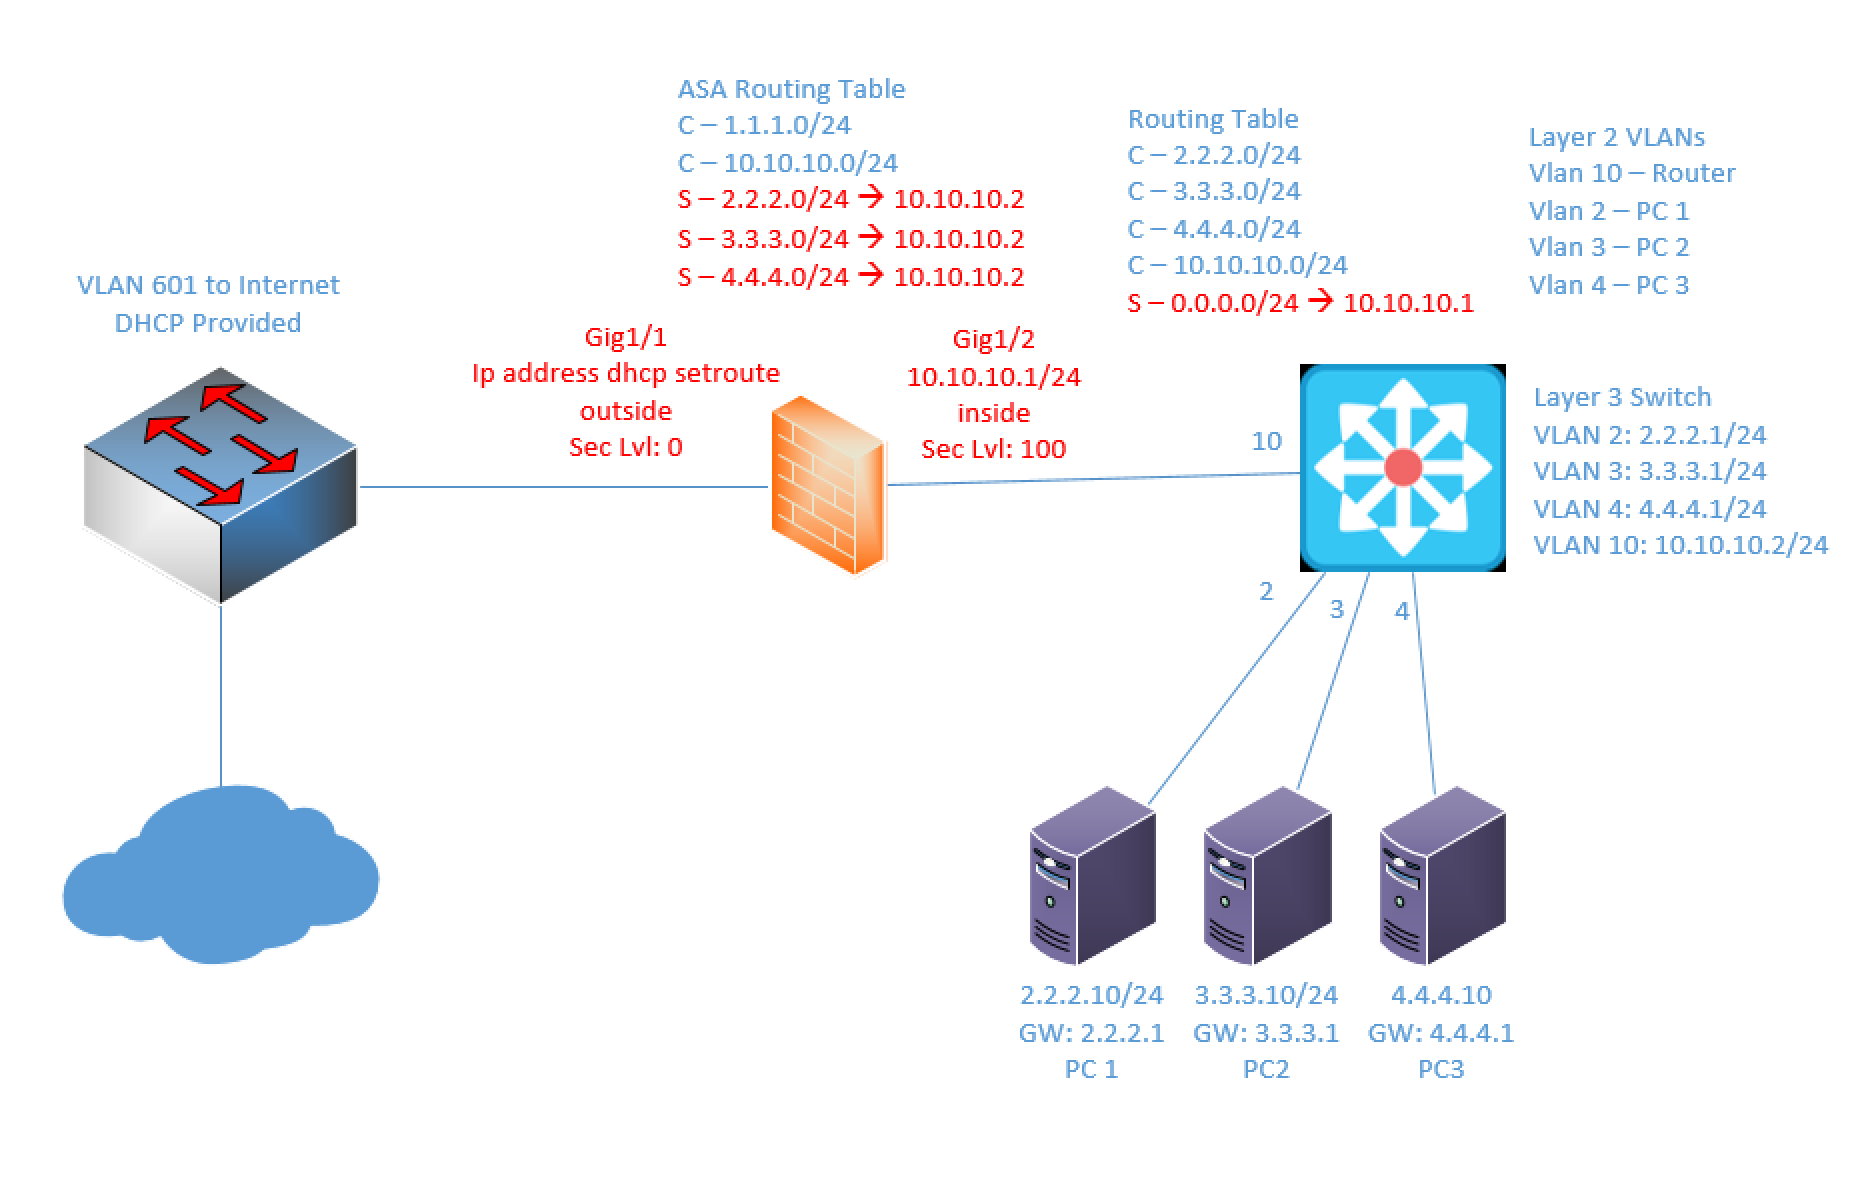 ASA Routing Table
C – 1.1.1.0/24
C – 10.10.10.0/24
S – 2.2.2.0/24 → 10.10.10.2
S – 3.3.3.0/24 → 10.10.10.2
S – 4.4.4.0/24 → 10.10.10.2
Routing Table
C – 2.2.2.0/24
C – 3.3.3.0/24
C – 4.4.4.0/24
C – 10.10.10.0/24
S – 0.0.0.0/24 → 10.10.10.1
Layer 2 VLANs
Vlan 10 – Router
Vlan 2 – PC 1
Vlan 3 – PC 2
Vlan 4 – PC 3
VLAN 601 to Internet
DHCP Provided
Gig1/1
Ip address dhcp setroute
outside
Sec Lvl: 0
Gig1/2
10.10.10.1/24
inside
Sec Lvl: 100
10
Layer 3 Switch
VLAN 2: 2.2.2.1/24
VLAN 3: 3.3.3.1/24
VLAN 4: 4.4.4.1/24
VLAN 10: 10.10.10.2/24
2
3
4
2.2.2.10/24
GW: 2.2.2.1
PC 1
3.3.3.10/24
GW: 3.3.3.1
PC2
4.4.4.10
GW: 4.4.4.1
PC3